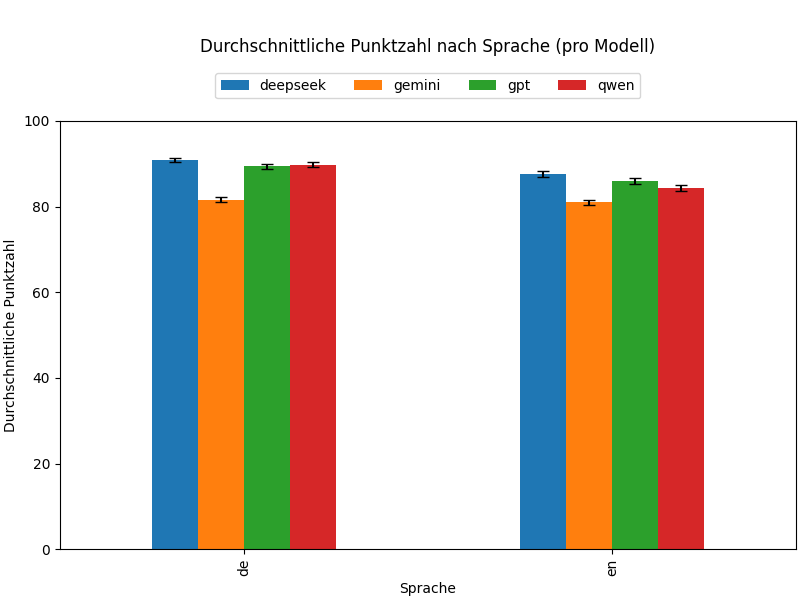 Durchschnittliche Punktzahl nach Sprache (pro Modell)
deepseek gemini gpt qwen
100
80
60
40
20
0
Durchschnittliche Punktzahl
de en
Sprache